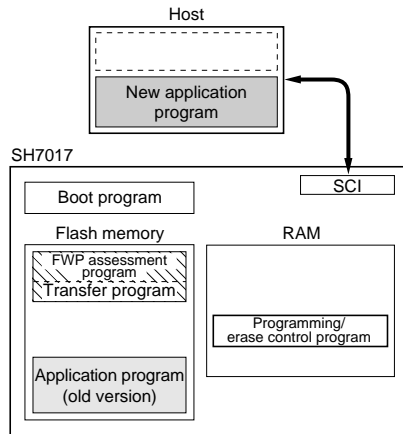 Host
New application
program
SH7017
SCI
Boot program
Flash memory
RAM
FWP assessment
program
Transfer program
Programming/
erase control program
Application program
(old version)